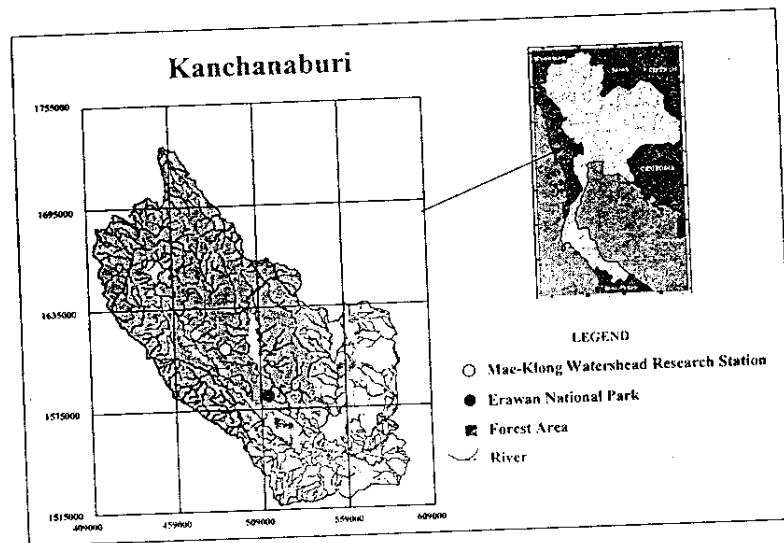 Kanchanaburi
1755000
1695000
1635000
1575000
1515000
409000 459000 509000 559000 609000
LEGEND
Mae-Klong Watershead Research Station
Erawan National Park
Forest Area
River